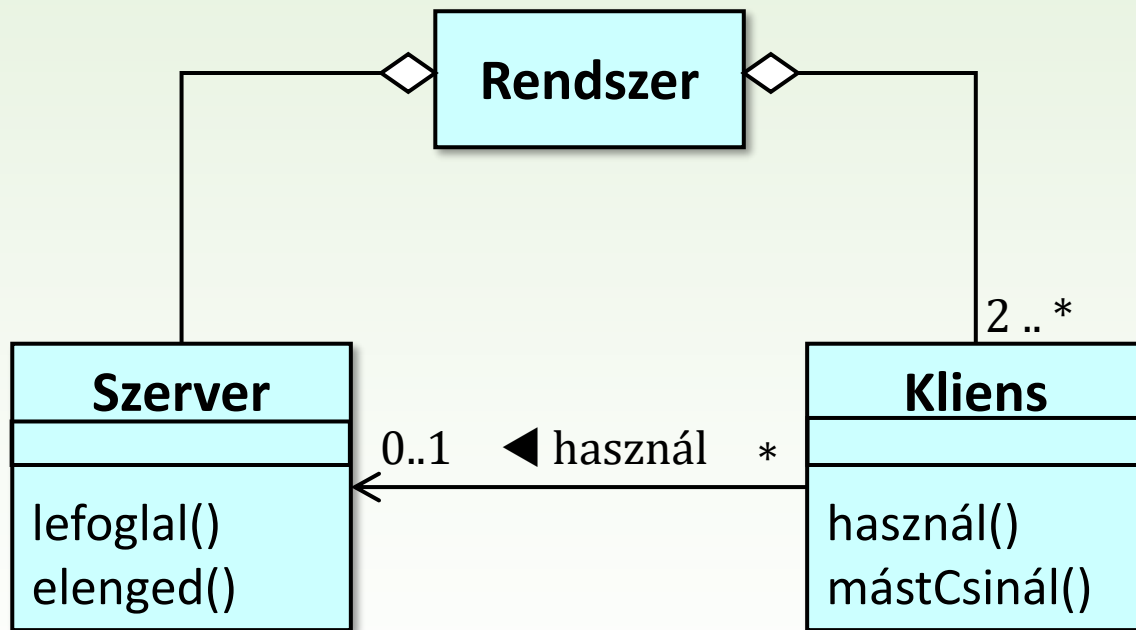 Rendszer
2 .. *
Szerver
Kliens
0..1 ◀ használ *
lefoglal()
elenged()
használ()
mástCsinál()